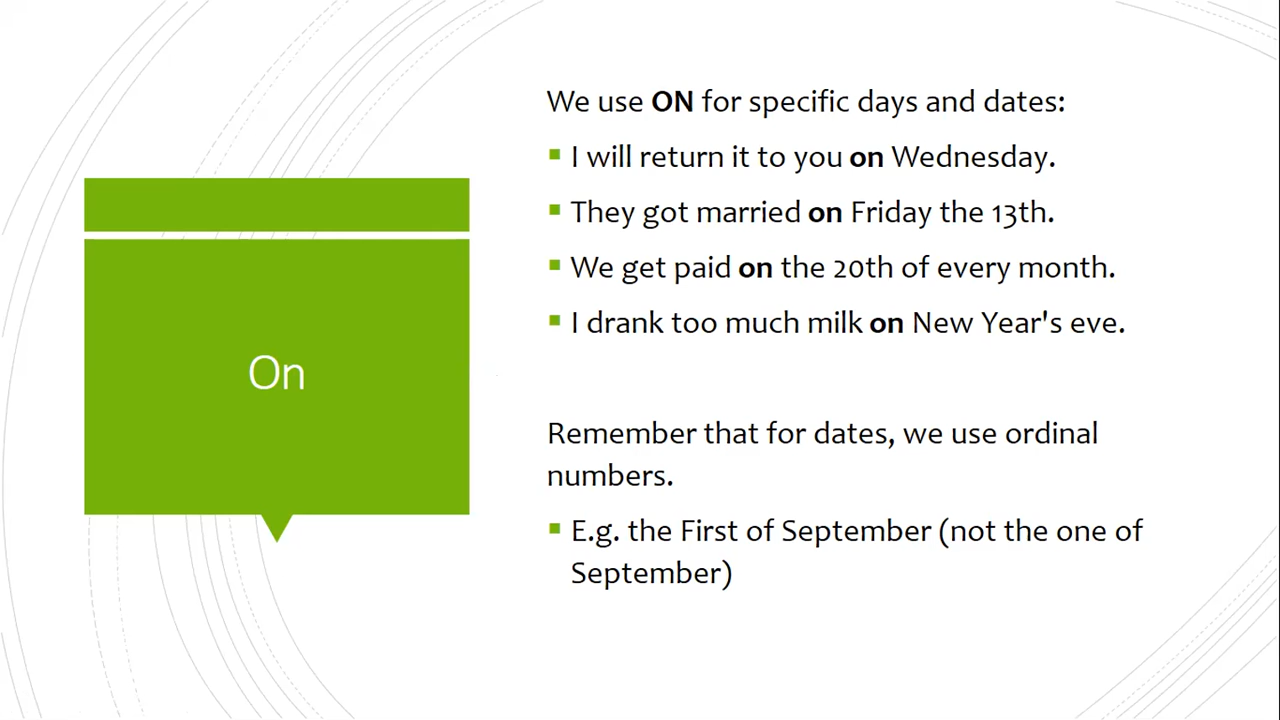 On
We use ON for specific days and dates:
I will return it to you on Wednesday.
They got married on Friday the 13th.
We get paid on the 20th of every month.
I drank too much milk on New Year's eve.
Remember that for dates, we use ordinal
numbers.
E.g. the First of September (not the one of
September)